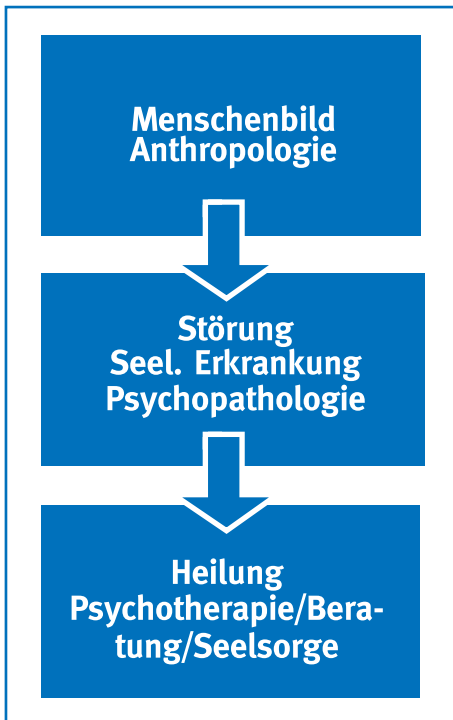 Menschenbild
Anthropologie
Störung
Seel. Erkrankung
Psychopathologie
Heilung
Psychotherapie/Bera-
tung/Seelsorge